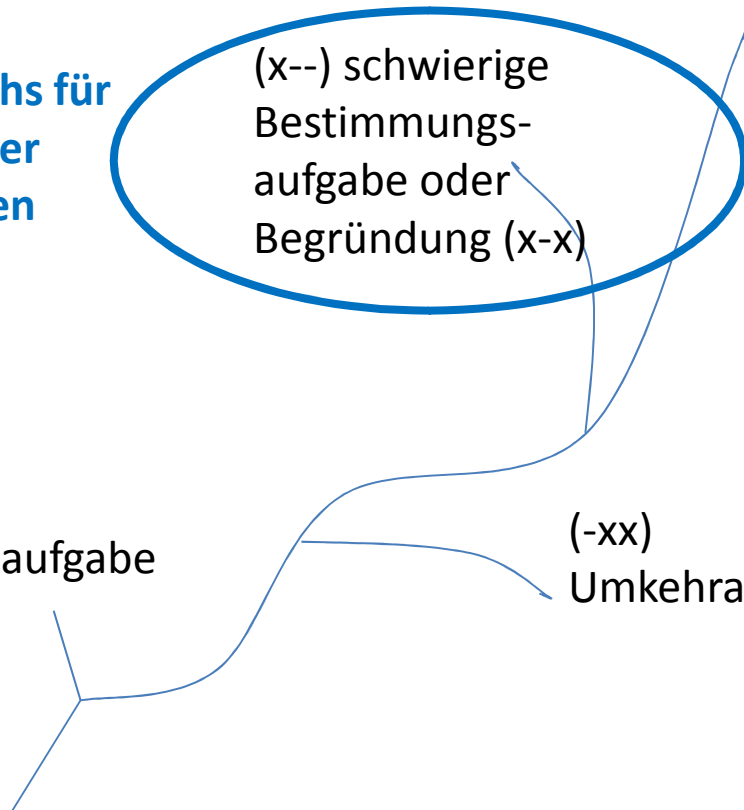 hs für
er
en
(x--) schwierige
Bestimmungs-
aufgabe oder
Begründung (x-x)
aufgabe
(-xx)
Umkehra